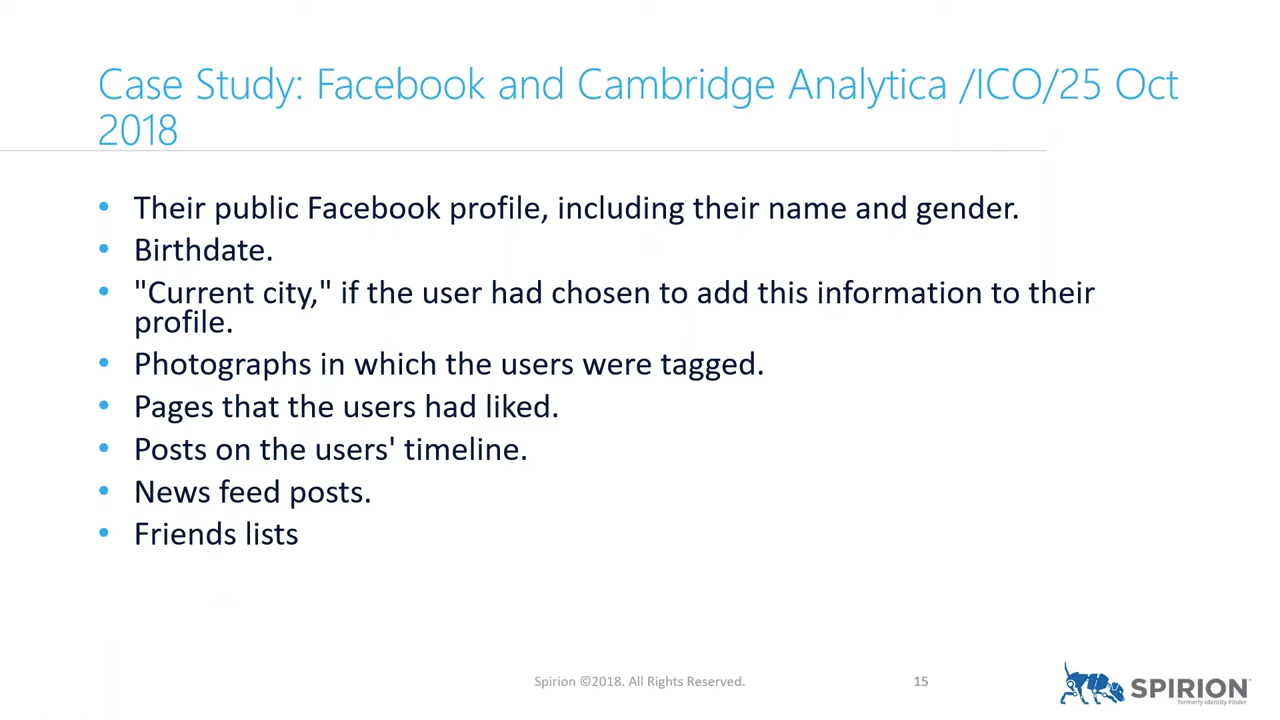 Case Study: Facebook and Cambridge Analytica /ICO/25 Oct
2018
• Their public Facebook profile, including their name and gender.
• Birthdate.
• "Current city," if the user had chosen to add this information to their
profile.
• Photographs in which the users were tagged.
• Pages that the users had liked.
• Posts on the users' timeline.
• News feed posts.
• Friends lists
Spirion ©2018. All Rights Reserved.
15
SPIRION
formerly Identity Finder